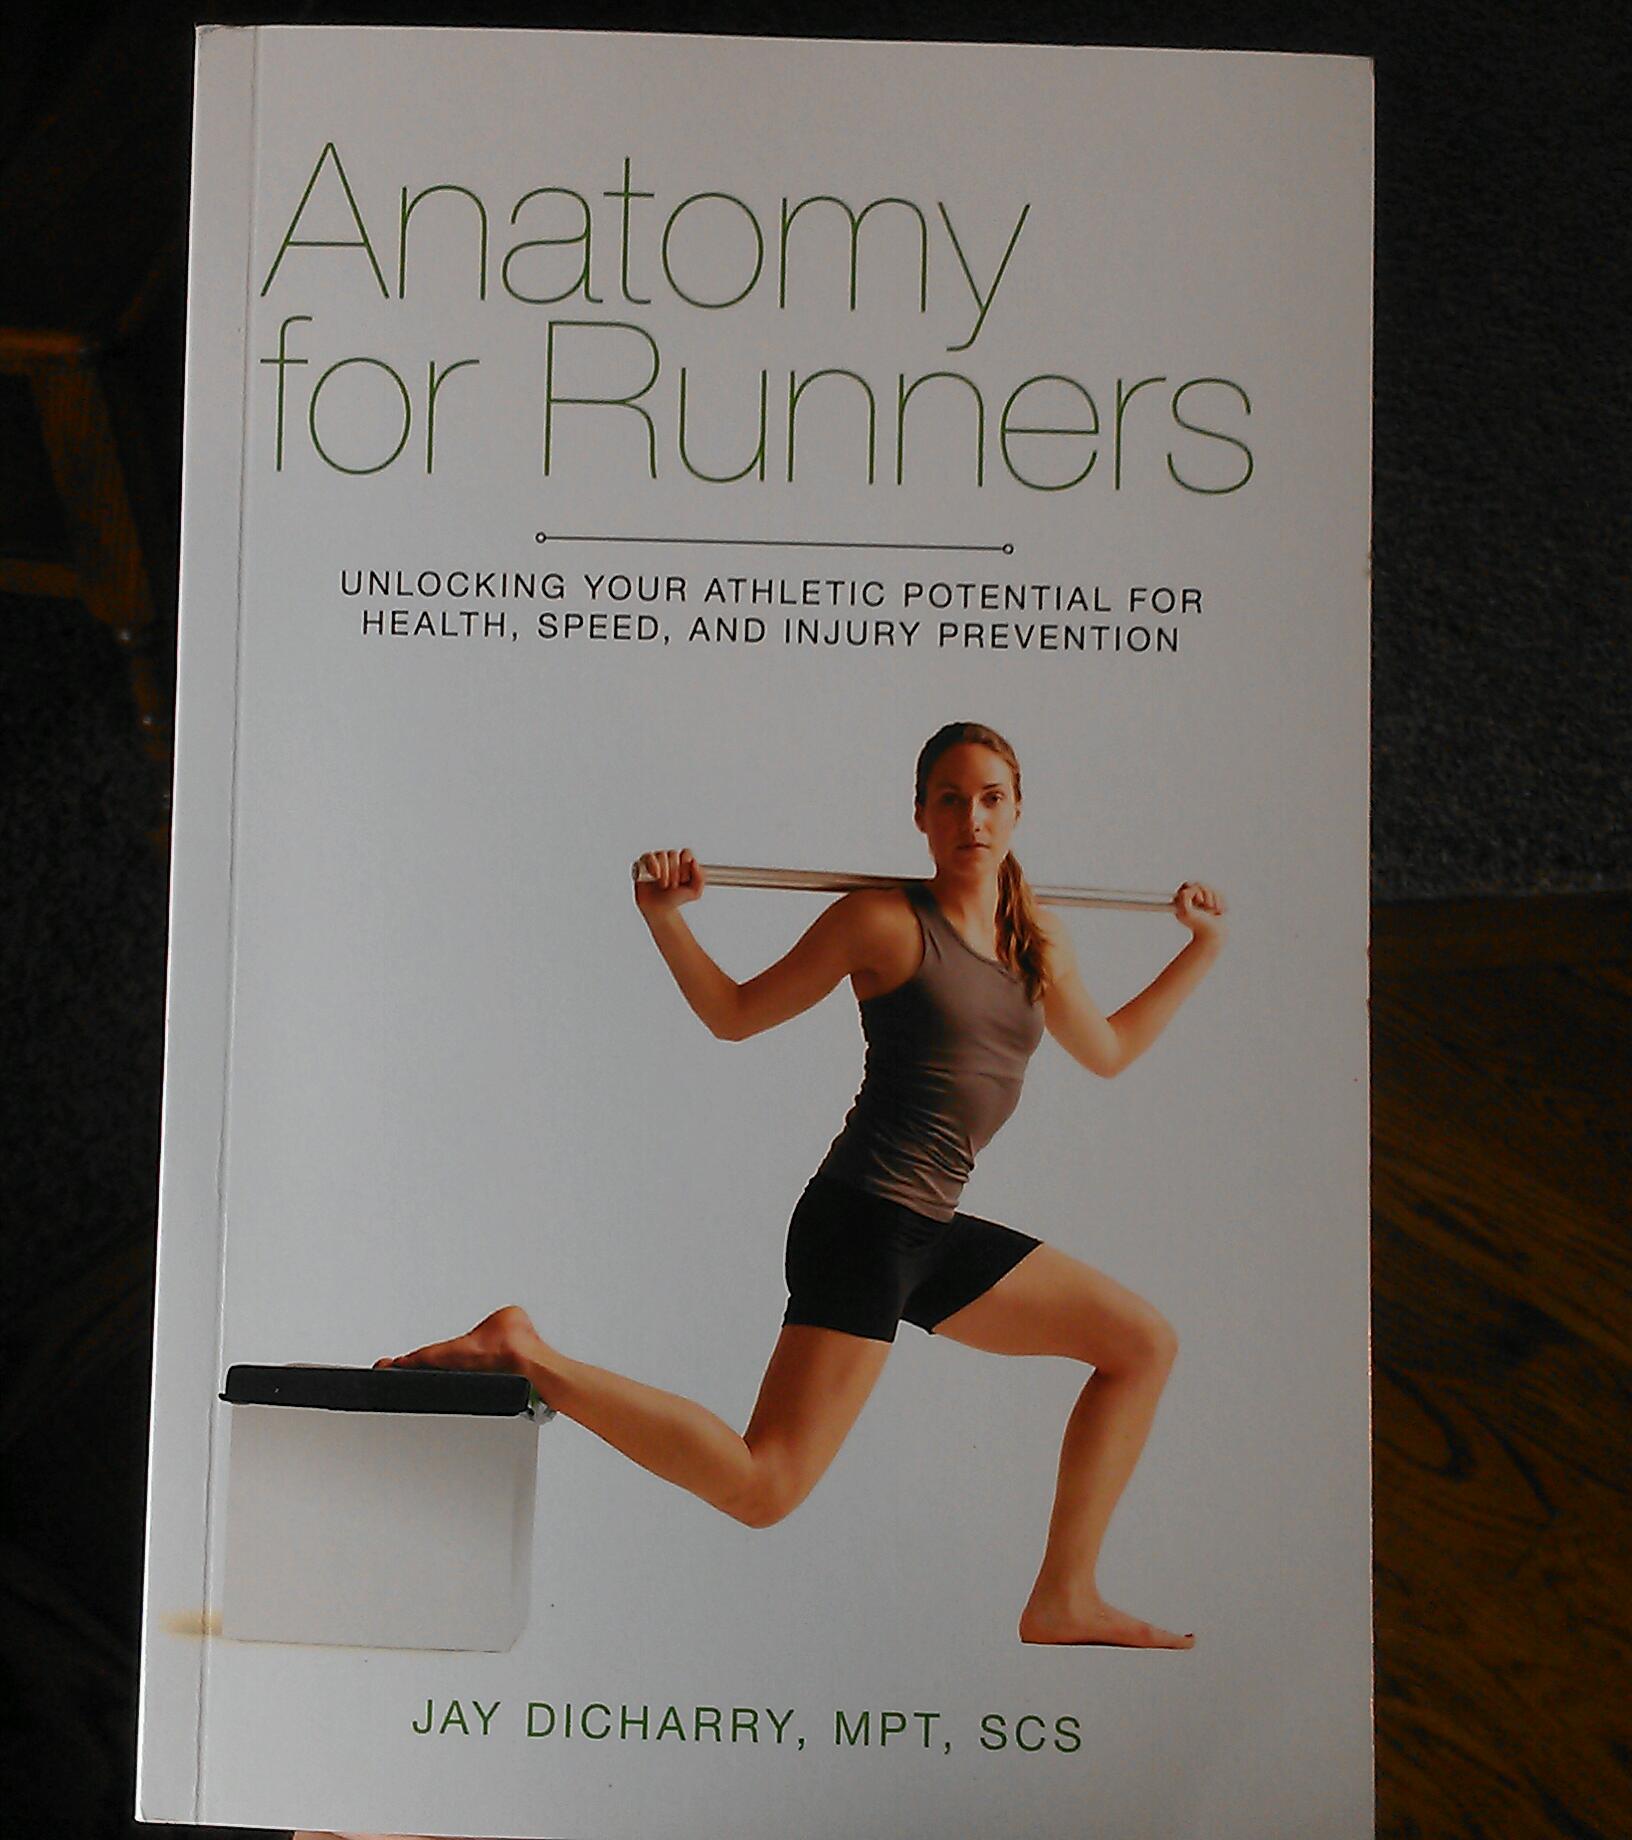 Anatomy
for Runners
UNLOCKING YOUR ATHLETIC POTENTIAL FOR
HEALTH, SPEED, AND INJURY PREVENTION
JAY DICHARRY, MPT, SCS